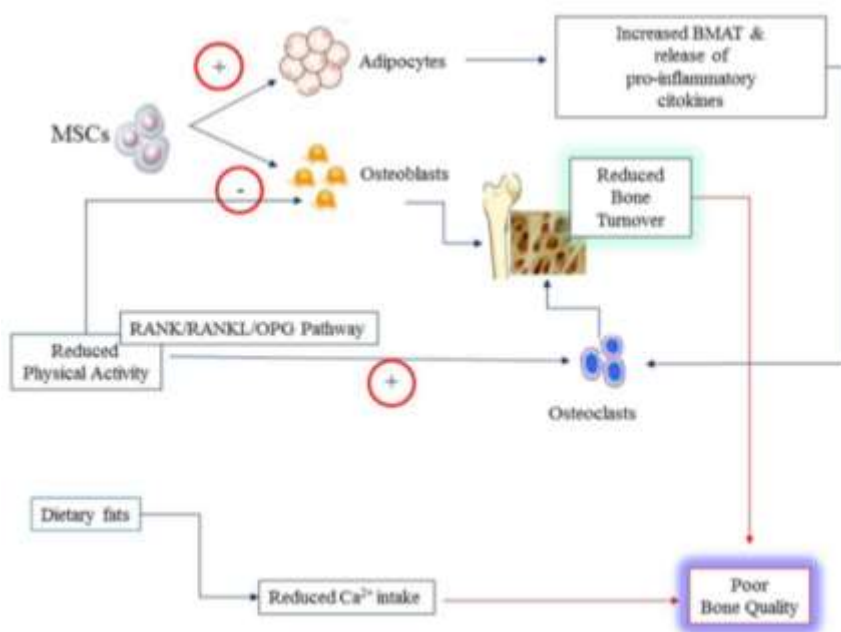 Increased BMAT &
release of
pro-inflammatory
citokines
+
Adipocytes
MSCs
-
Osteoblasts
Reduced
Bone
Turnover
RANK/RANKL/OPG Pathway
Reduced
Physical Activity
+
Osteoclasts
Dietary fats
Reduced Ca²⁺ intake
Poor
Bone Quality